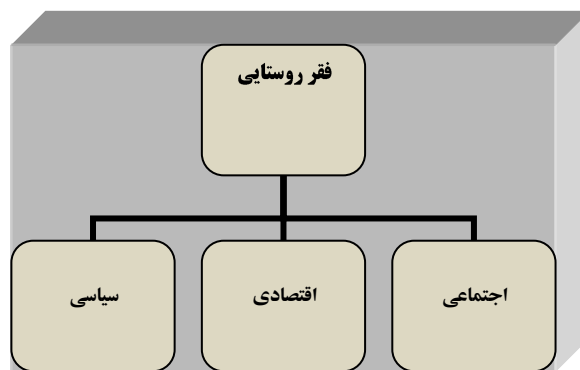 فقر روستایی
اجتماعی
اقتصادی
سیاسی